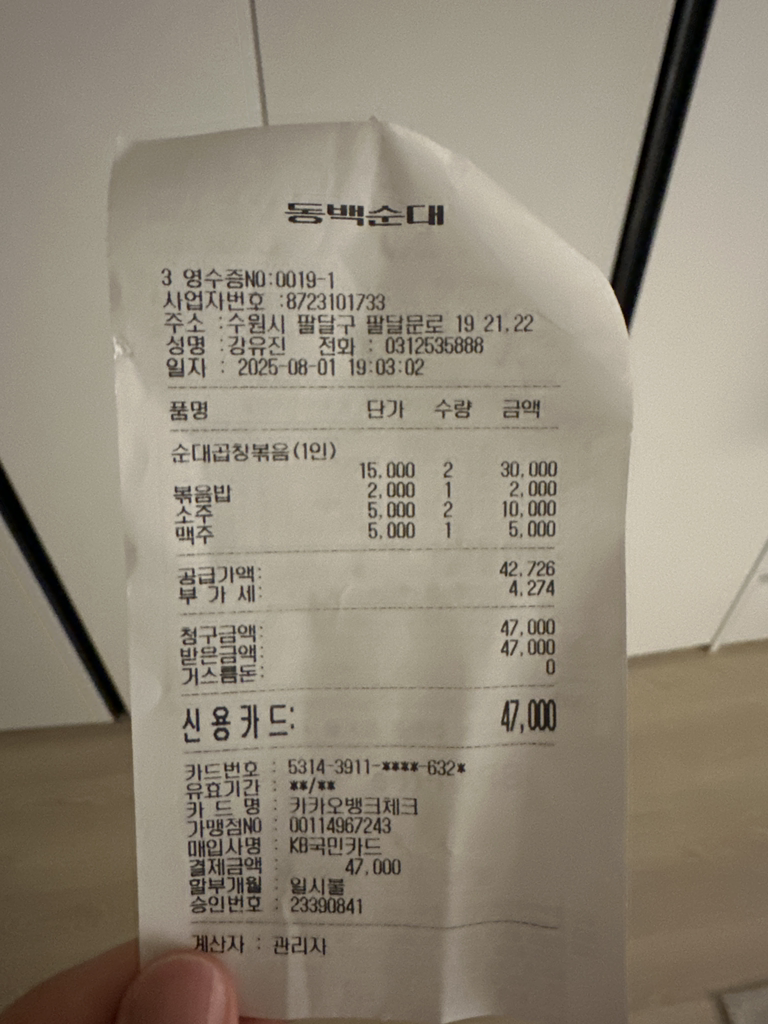 동백순대
3 영수증NO:0019-1
사업자번호 :8723101733
주소 :수원시 팔달구 팔달문로 19 21,22
성명 :강유진 전화 : 0312535888
일자 : 2025-08-01 19:03:02
품명 단가 수량 금액
순대곱창볶음(1인)
15,000 2 30,000
볶음밥 2,000 1 2,000
소주 5,000 2 10,000
맥주 5,000 1 5,000
공급가액: 42,726
부 가 세: 4,274
청구금액: 47,000
받은금액: 47,000
거스름돈: 0
신용카드: 47,000
카드번호 : 5314-3911-****-632*
유효기간 : **/**
카 드 명 : 카카오뱅크체크
가맹점NO : 00114967243
매입사명 : KB국민카드
결제금액 : 47,000
할부개월 : 일시불
승인번호 : 23390841
계산자 : 관리자